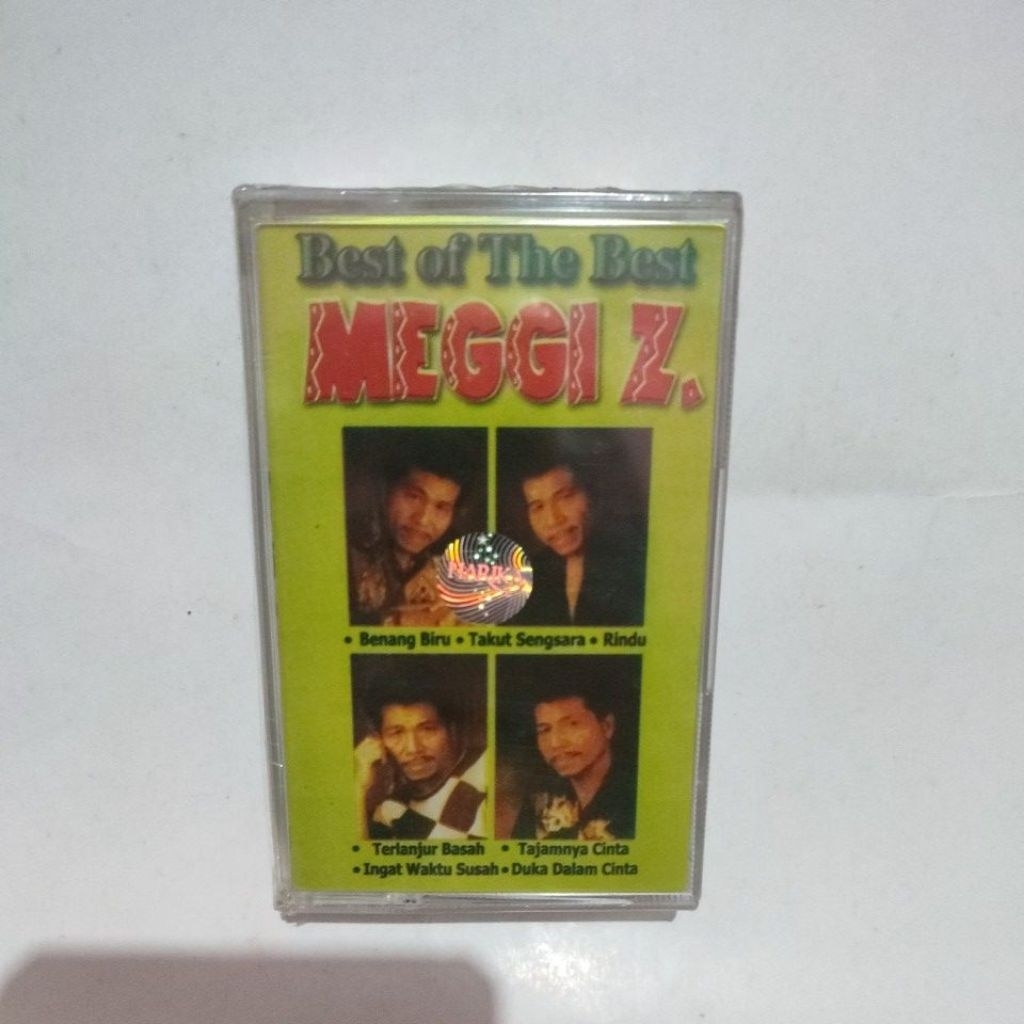 Best of The Best
MEGGI Z.
• Benang Biru • Takut Sengsara • Rindu
• Terlanjur Basah • Tajamnya Cinta
• Ingat Waktu Susah • Duka Dalam Cinta